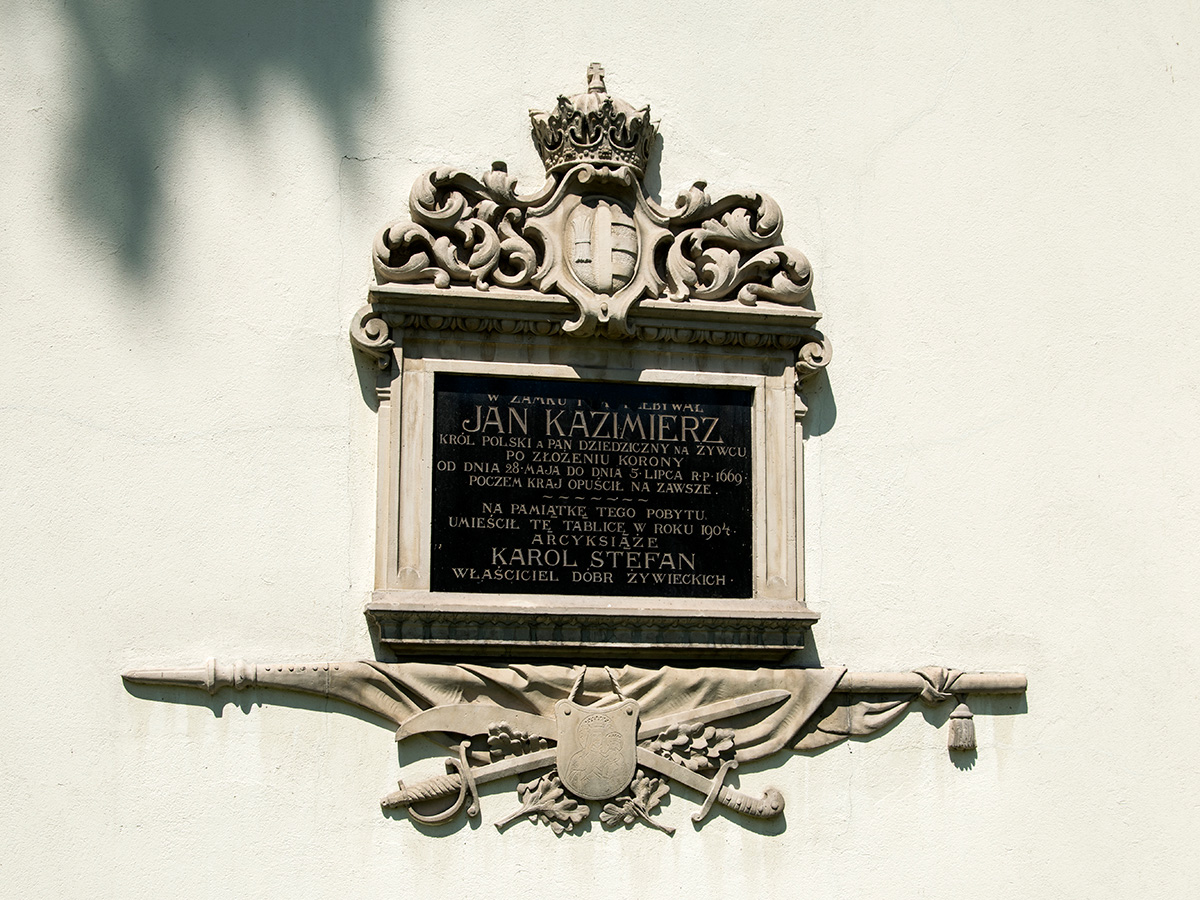 W ZAMKU
JAN KAZIMIERZ
KRÓL POLSKI A PAN DZIEDZICZNY NA ŻYWCU
PO ZŁOŻENIU KORONY
OD DNIA 28·MAJA DO DNIA 5·LIPCA R·P·1669·
POCZEM KRAJ OPUŚCIŁ NA ZAWSZE.
NA PAMIĄTKĘ TEGO POBYTU
UMIEŚCIŁ TĘ TABLICĘ W ROKU 1904·
ARCYKSIĄŻE
KAROL STEFAN
WŁAŚCICIEL DÓBR ŻYWIECKICH·